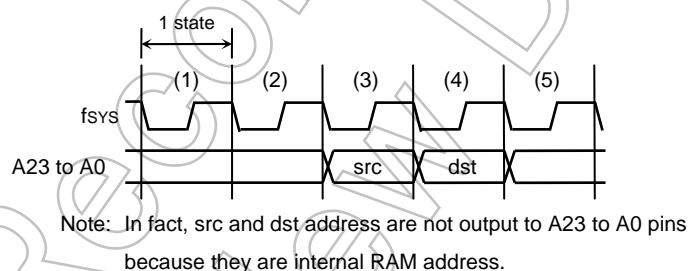 1 state
(1) (2) (3) (4) (5)
fSYS
A23 to A0 src dst
Note: In fact, src and dst address are not output to A23 to A0 pins
because they are internal RAM address.